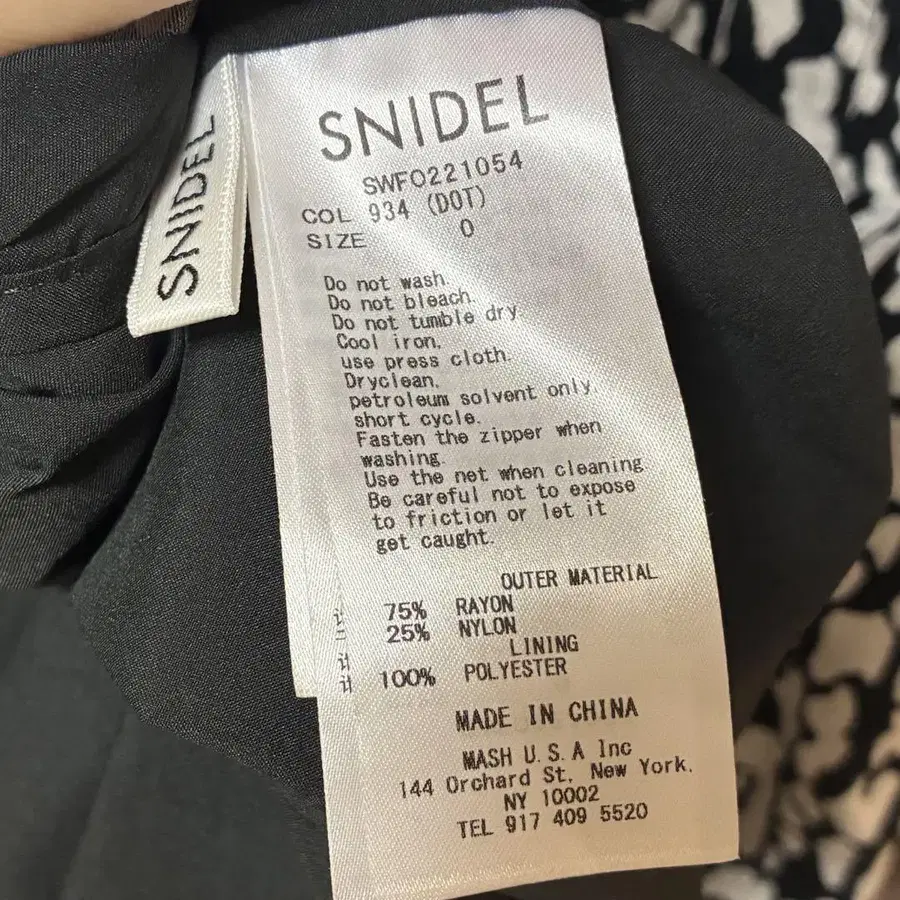 SNIDEL
SNIDEL
SWFO221054
COL 934 (DOT)
SIZE 0
Do not wash.
Do not bleach.
Do not tumble dry.
Cool iron.
use press cloth.
Dryclean.
petroleum solvent only
short cycle.
Fasten the zipper when
washing.
Use the net when cleaning
Be careful not to expose
to friction or let it
get caught.
OUTER MATERIAL
75% RAYON
25% NYLON
LINING
100% POLYESTER
MADE IN CHINA
MASH U.S.A Inc
144 Orchard St, New York.
NY 10002
TEL 917 409 5520